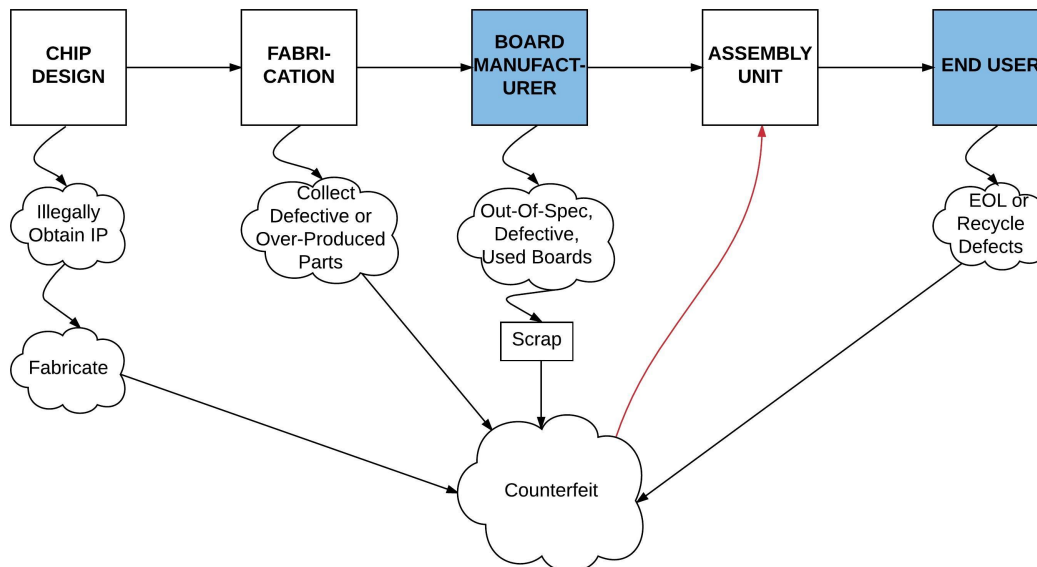 CHIP
DESIGN
FABRI-
CATION
BOARD
MANUFACT-
URER
ASSEMBLY
UNIT
END USER
Illegally
Obtain IP
Collect
Defective or
Over-Produced
Parts
Out-Of-Spec,
Defective,
Used Boards
EOL or
Recycle
Defects
Scrap
Fabricate
Counterfeit